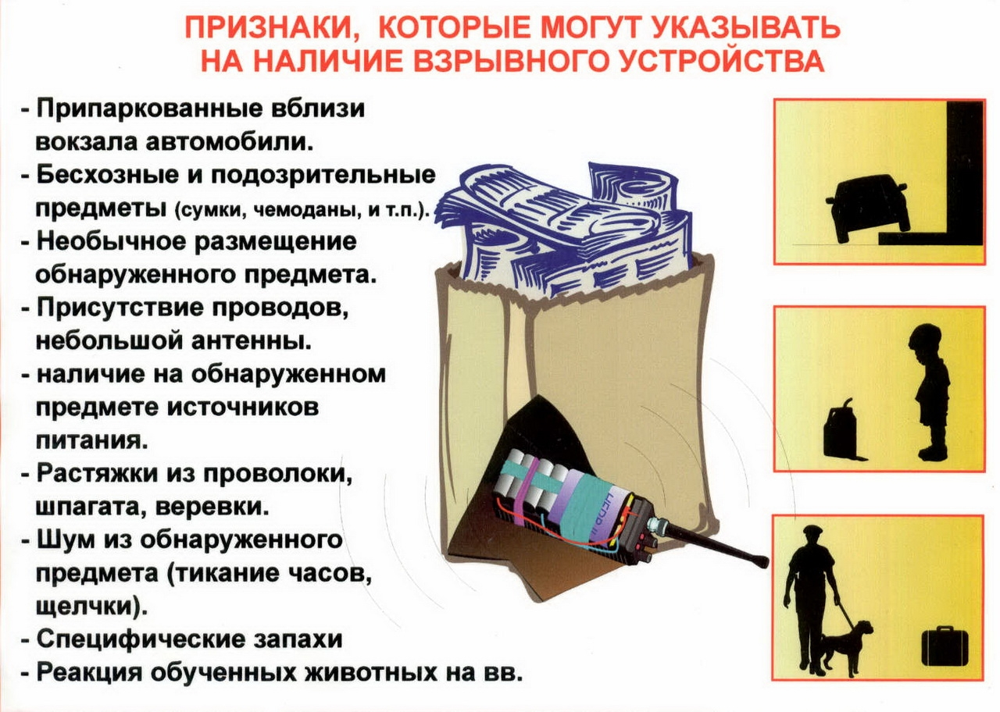 ПРИЗНАКИ, КОТОРЫЕ МОГУТ УКАЗЫВАТЬ
НА НАЛИЧИЕ ВЗРЫВНОГО УСТРОЙСТВА
- Припаркованные вблизи
вокзала автомобили.
- Бесхозные и подозрительные
предметы (сумки, чемоданы, и т.п.).
- Необычное размещение
обнаруженного предмета.
- Присутствие проводов,
небольшой антенны.
- наличие на обнаруженном
предмете источников
питания.
- Растяжки из проволоки,
шпагата, веревки.
- Шум из обнаруженного
предмета (тикание часов,
щелчки).
- Специфические запахи
- Реакция обученных животных на вв.